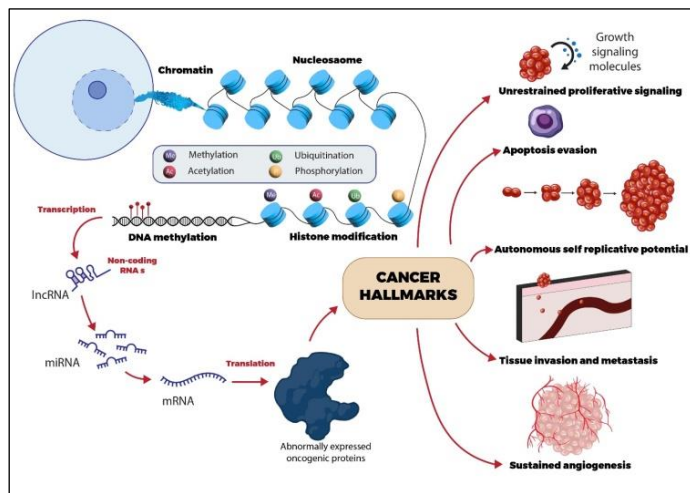 Chromatin
Nucleosaome
Me Methylation
Ub Ubiquitination
Ac Acetylation
Phosphorylation
Me
Ac
Ub
Transcription
DNA methylation
Histone modification
Non-coding
RNA s
lncRNA
miRNA
mRNA
Translation
Abnormally expressed
oncogenic proteins
CANCER
HALLMARKS
Growth
signaling
molecules
Unrestrained proliferative signaling
Apoptosis evasion
Autonomous self replicative potential
Tissue invasion and metastasis
Sustained angiogenesis